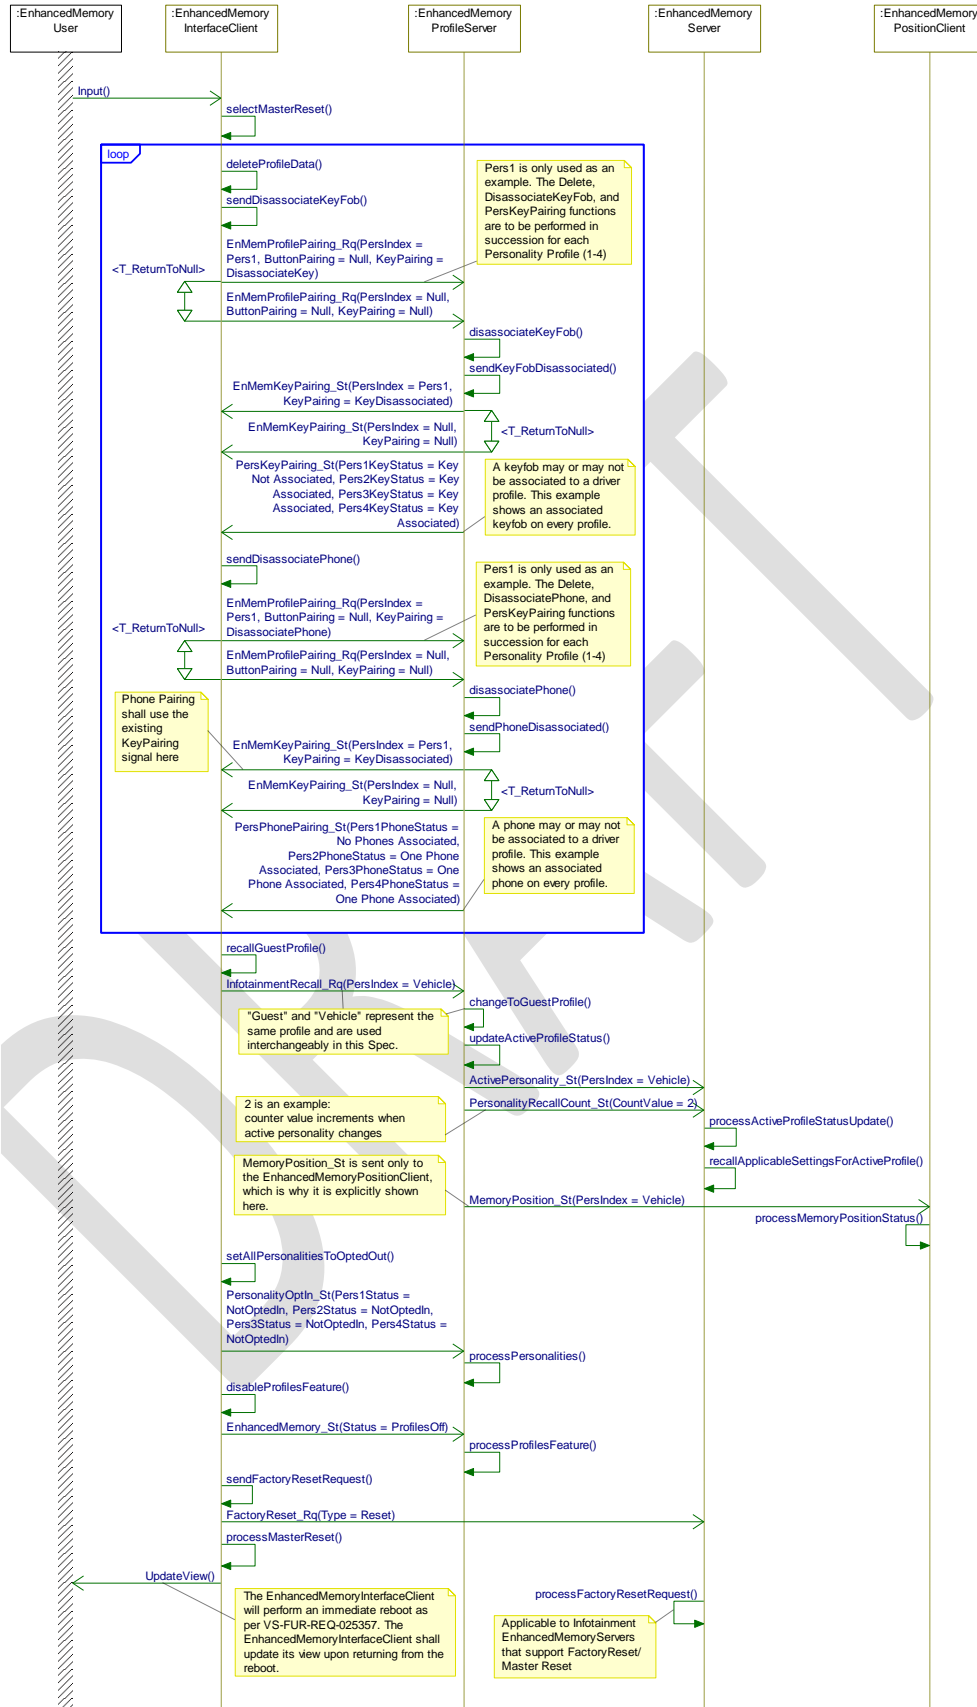 :EnhancedMemory
User
:EnhancedMemory
InterfaceClient
:EnhancedMemory
ProfileServer
:EnhancedMemory
Server
:EnhancedMemory
PositionClient
Input()
selectMasterReset()
loop
deleteProfileData()
sendDisassociateKeyFob()
Pers1 is only used as an
example. The Delete,
DisassociateKeyFob, and
PersKeyPairing functions
are to be performed in
succession for each
Personality Profile (1-4)
EnMemProfilePairing_Rq(PersIndex =
Pers1, ButtonPairing = Null, KeyPairing =
DisassociateKey)
<T_ReturnToNull>
EnMemProfilePairing_Rq(PersIndex = Null,
ButtonPairing = Null, KeyPairing = Null)
disassociateKeyFob()
sendKeyFobDisassociated()
EnMemKeyPairing_St(PersIndex = Pers1,
KeyPairing = KeyDisassociated)
EnMemKeyPairing_St(PersIndex = Null,
KeyPairing = Null)
<T_ReturnToNull>
PersKeyPairing_St(Pers1KeyStatus = Key
Not Associated, Pers2KeyStatus = Key
Associated, Pers3KeyStatus = Key
Associated, Pers4KeyStatus = Key
Associated)
A keyfob may or may not
be associated to a driver
profile. This example
shows an associated
keyfob on every profile.
sendDisassociatePhone()
Pers1 is only used as an
example. The Delete,
DisassociatePhone, and
PersKeyPairing functions
are to be performed in
succession for each
Personality Profile (1-4)
EnMemProfilePairing_Rq(PersIndex =
Pers1, ButtonPairing = Null, KeyPairing =
DisassociatePhone)
<T_ReturnToNull>
EnMemProfilePairing_Rq(PersIndex = Null,
ButtonPairing = Null, KeyPairing = Null)
disassociatePhone()
Phone Pairing
shall use the
existing
KeyPairing
signal here
sendPhoneDisassociated()
EnMemKeyPairing_St(PersIndex = Pers1,
KeyPairing = KeyDisassociated)
EnMemKeyPairing_St(PersIndex = Null,
KeyPairing = Null)
<T_ReturnToNull>
PersPhonePairing_St(Pers1PhoneStatus =
No Phones Associated,
Pers2PhoneStatus = One Phone
Associated, Pers3PhoneStatus = One
Phone Associated, Pers4PhoneStatus =
One Phone Associated)
A phone may or may not
be associated to a driver
profile. This example
shows an associated
phone on every profile.
recallGuestProfile()
InfotainmentRecall_Rq(PersIndex = Vehicle)
changeToGuestProfile()
"Guest" and "Vehicle" represent the
same profile and are used
interchangeably in this Spec.
updateActiveProfileStatus()
ActivePersonality_St(PersIndex = Vehicle)
PersonalityRecallCount_St(CountValue = 2)
2 is an example:
counter value increments when
active personality changes
processActiveProfileStatusUpdate()
recallApplicableSettingsForActiveProfile()
MemoryPosition_St is sent only to
the EnhancedMemoryPositionClient,
which is why it is explicitly shown
here.
MemoryPosition_St(PersIndex = Vehicle)
processMemoryPositionStatus()
setAllPersonalitiesToOptedOut()
PersonalityOptIn_St(Pers1Status =
NotOptedIn, Pers2Status = NotOptedIn,
Pers3Status = NotOptedIn, Pers4Status =
NotOptedIn)
processPersonalities()
disableProfilesFeature()
EnhancedMemory_St(Status = ProfilesOff)
processProfilesFeature()
sendFactoryResetRequest()
FactoryReset_Rq(Type = Reset)
processMasterReset()
UpdateView()
The EnhancedMemoryInterfaceClient
will perform an immediate reboot as
per VS-FUR-REQ-025357. The
EnhancedMemoryInterfaceClient shall
update its view upon returning from the
reboot.
processFactoryResetRequest()
Applicable to Infotainment
EnhancedMemoryServers
that support FactoryReset/
Master Reset
DRAFT